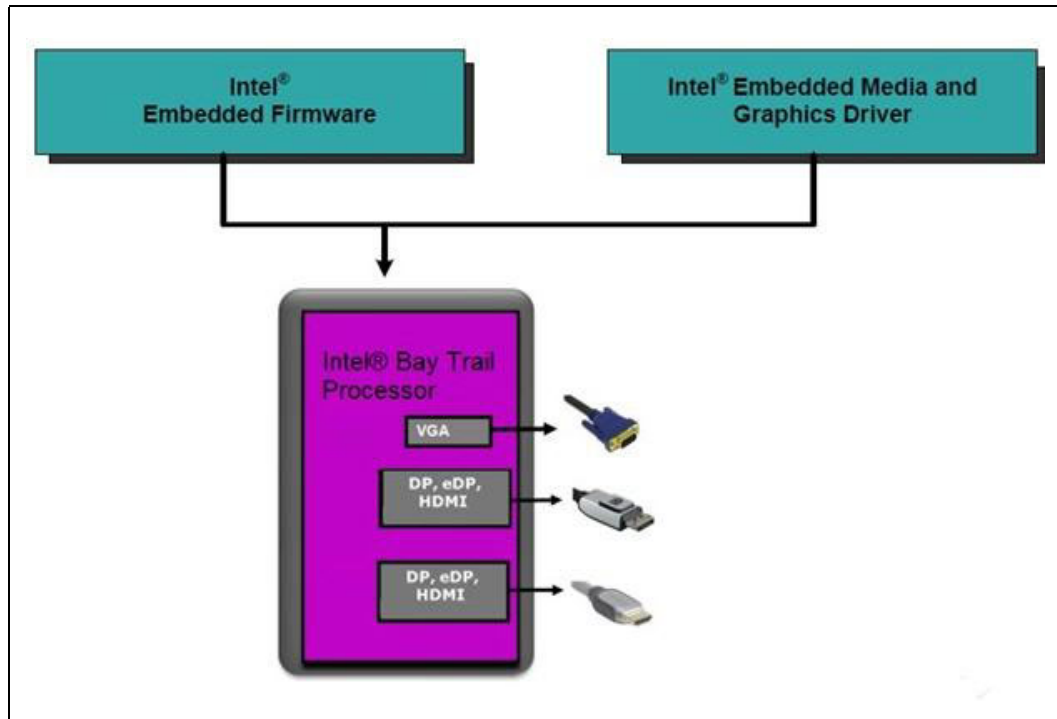 Intel®
Embedded Firmware
Intel® Embedded Media and
Graphics Driver
Intel® Bay Trail
Processor
VGA
DP, eDP,
HDMI
DP, eDP,
HDMI